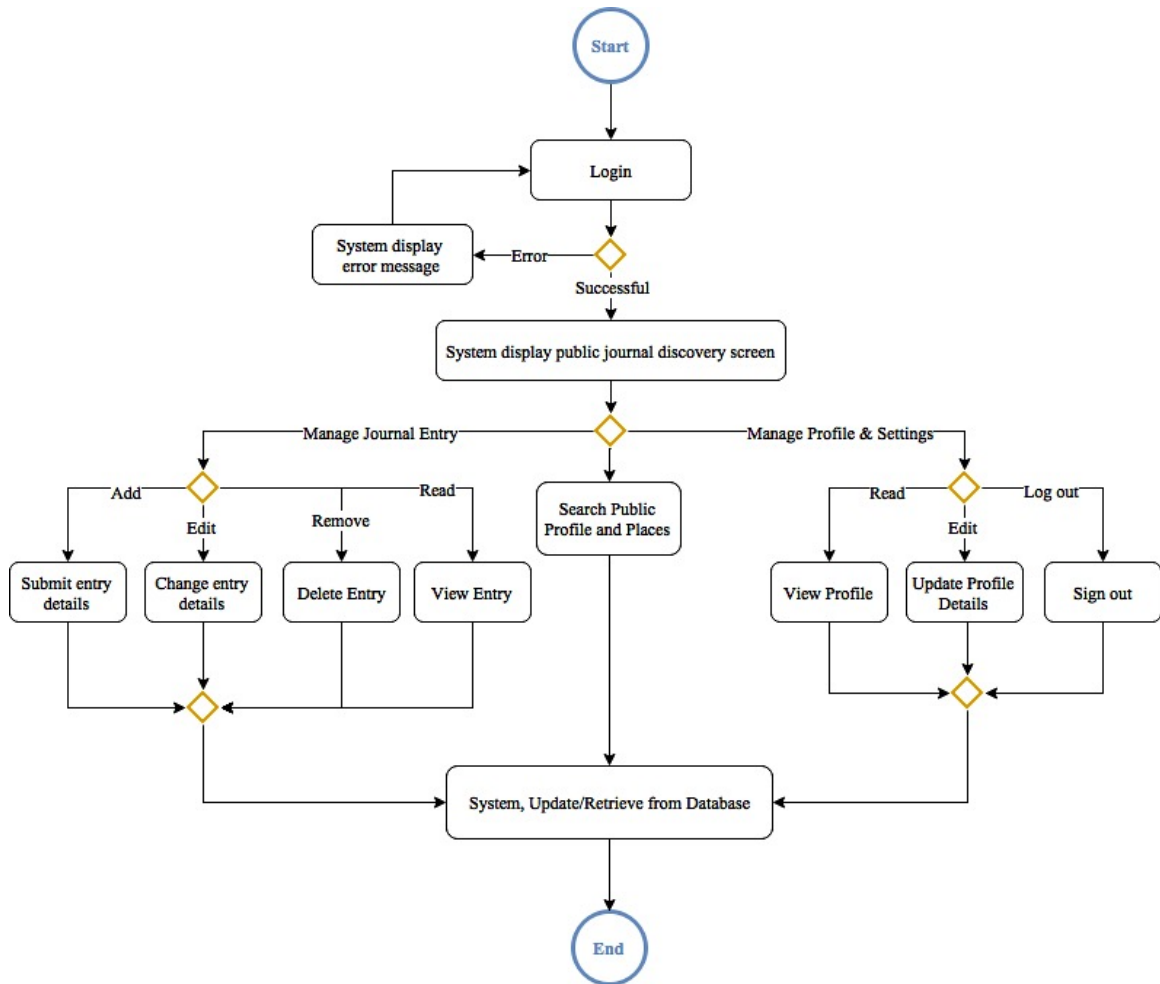 Start
Login
System display
error message
Error
Successful
System display public journal discovery screen
Manage Journal Entry
Manage Profile & Settings
Add
Edit
Remove
Read
Search Public
Profile and Places
Read
Edit
Log out
Submit entry
details
Change entry
details
Delete Entry
View Entry
View Profile
Update Profile
Details
Sign out
System, Update/Retrieve from Database
End